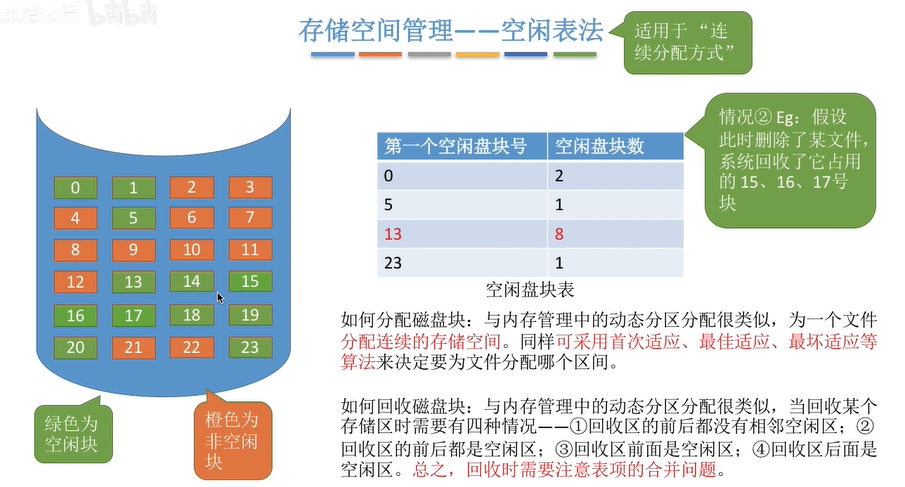 bilibili
存储空间管理——空闲表法
适用于 “连
续分配方式”
情况② Eg：假设
此时删除了某文件，
系统回收了它占用
的 15、16、17号
块
0 1 2 3
4 5 6 7
8 9 10 11
12 13 14 15
16 17 18 19
20 21 22 23
绿色为
空闲块
橙色为
非空闲
块
第一个空闲盘块号 空闲盘块数
0 2
5 1
13 8
23 1
空闲盘块表
如何分配磁盘块：与内存管理中的动态分区分配很类似，为一个文件
分配连续的存储空间。同样可采用首次适应、最佳适应、最坏适应等
算法来决定要为文件分配哪个区间。
如何回收磁盘块：与内存管理中的动态分区分配很类似，当回收某个
存储区时需要有四种情况——①回收区的前后都没有相邻空闲区；②
回收区的前后都是空闲区；③回收区前面是空闲区；④回收区后面是
空闲区。总之，回收时需要注意表项的合并问题。